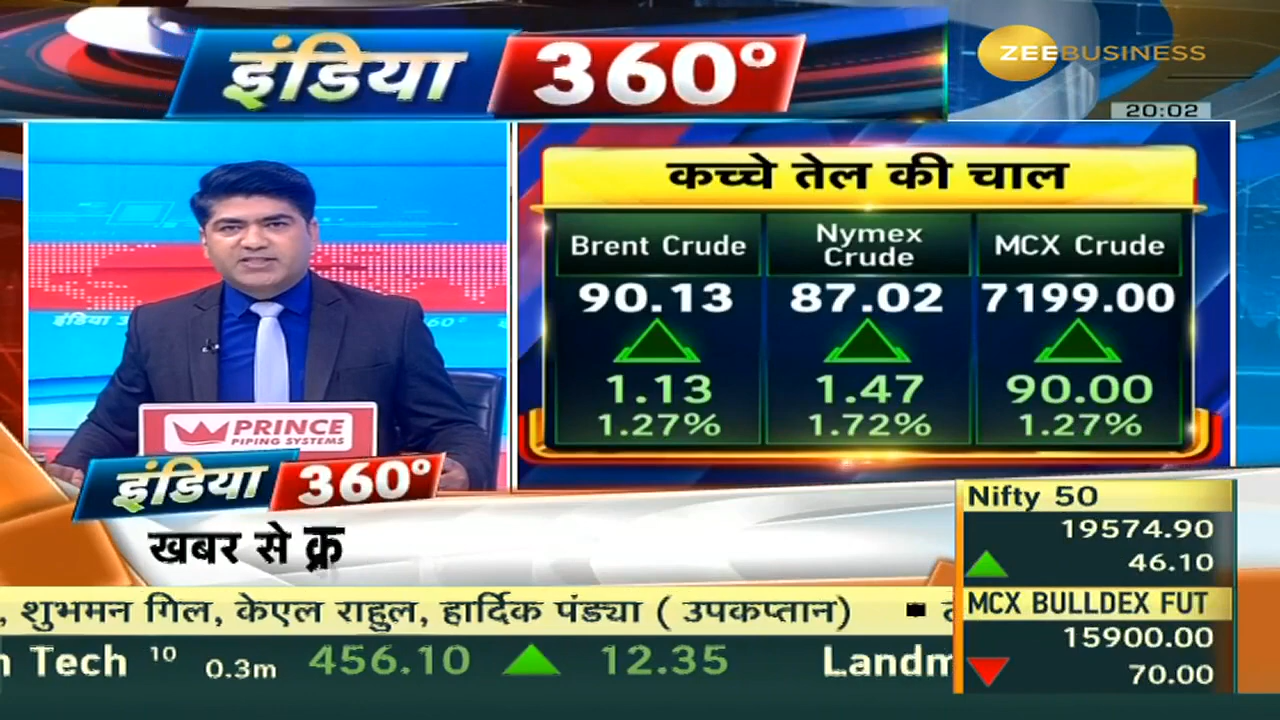 इंडिया 360°
ZEEBUSINESS
20:02
कच्चे तेल की चाल
Brent Crude
90.13
1.13
1.27%
Nymex
Crude
87.02
1.47
1.72%
MCX Crude
7199.00
90.00
1.27%
इंडिया 360°
PRINCE
PIPING SYSTEMS
इंडिया 360°
खबर से क्र
Nifty 50
19574.90
46.10
MCX BULLDEX FUT
15900.00
70.00
, शुभमन गिल, केएल राहुल, हार्दिक पंड्या ( उपकप्तान)
Tech 10 0.3m 456.10 12.35 Landm